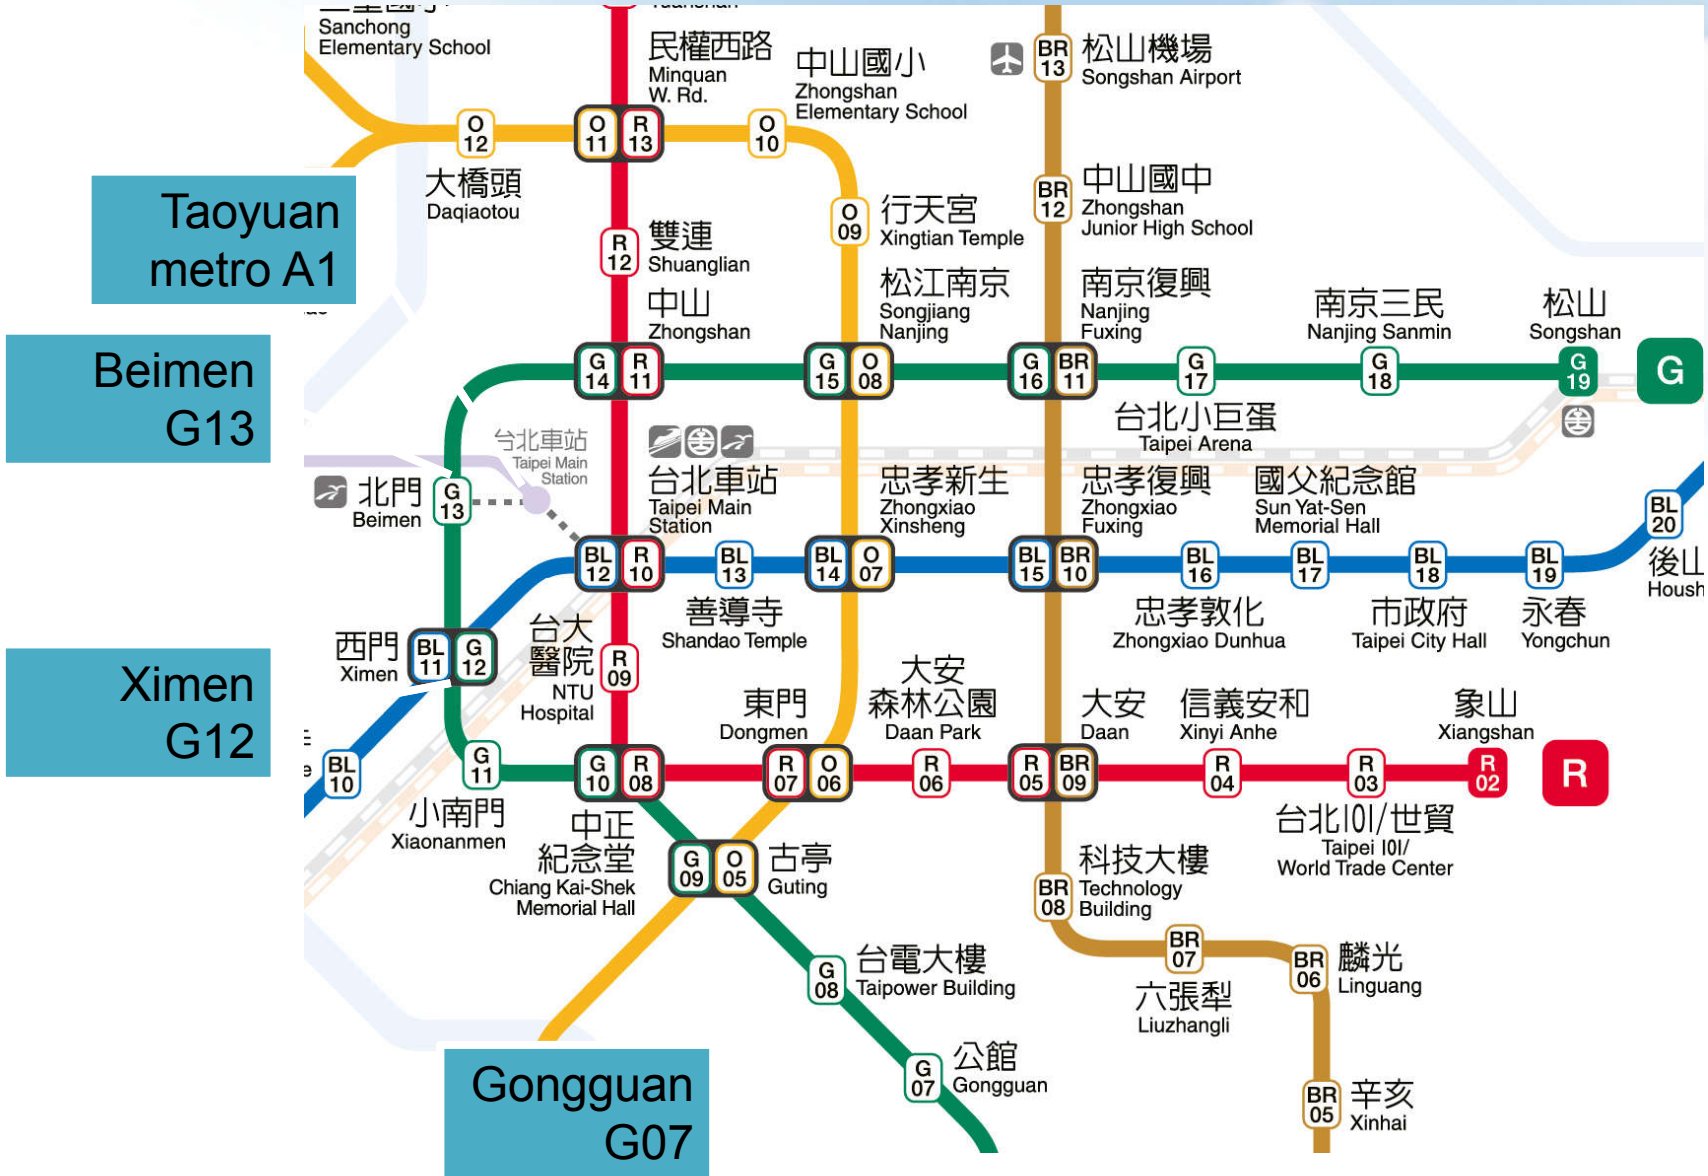 Sanchong
Elementary School
民權西路
Minquan
W. Rd.
中山國小
Zhongshan
Elementary School
BR
13
松山機場
Songshan Airport
O
12
大橋頭
Daqiaotou
O
11
R
13
O
10
Taoyuan
metro A1
R
12
雙連
Shuanglian
O
09
行天宮
Xingtian Temple
BR
12
中山國中
Zhongshan
Junior High School
中山
Zhongshan
松江南京
Songjiang
Nanjing
南京復興
Nanjing
Fuxing
南京三民
Nanjing Sanmin
松山
Songshan
Beimen
G13
G
14
R
11
G
15
O
08
G
16
BR
11
G
17
G
18
G
19
G
台北小巨蛋
Taipei Arena
台北車站
Taipei Main
Station
北門
Beimen
G
13
台北車站
Taipei Main
Station
忠孝新生
Zhongxiao
Xinsheng
忠孝復興
Zhongxiao
Fuxing
國父紀念館
Sun Yat-Sen
Memorial Hall
BL
20
後山
Housh
BL
12
R
10
BL
13
善導寺
Shandao Temple
BL
14
O
07
BL
15
BR
10
BL
16
忠孝敦化
Zhongxiao Dunhua
BL
17
BL
18
市政府
Taipei City Hall
BL
19
永春
Yongchun
Ximen
G12
西門
Ximen
BL
11
G
12
台大
醫院
NTU
Hospital
R
09
東門
Dongmen
大安
森林公園
Daan Park
大安
Daan
信義安和
Xinyi Anhe
象山
Xiangshan
BL
10
G
11
小南門
Xiaonanmen
G
10
R
08
中正
紀念堂
Chiang Kai-Shek
Memorial Hall
R
07
O
06
R
06
R
05
BR
09
R
04
R
03
台北101/世貿
Taipei 101/
World Trade Center
R
02
R
G
09
O
05
古亭
Guting
BR
08
科技大樓
Technology
Building
G
08
台電大樓
Taipower Building
BR
07
六張犁
Liuzhangli
BR
06
麟光
Linguang
Gongguan
G07
G
07
公館
Gongguan
BR
05
辛亥
Xinhai